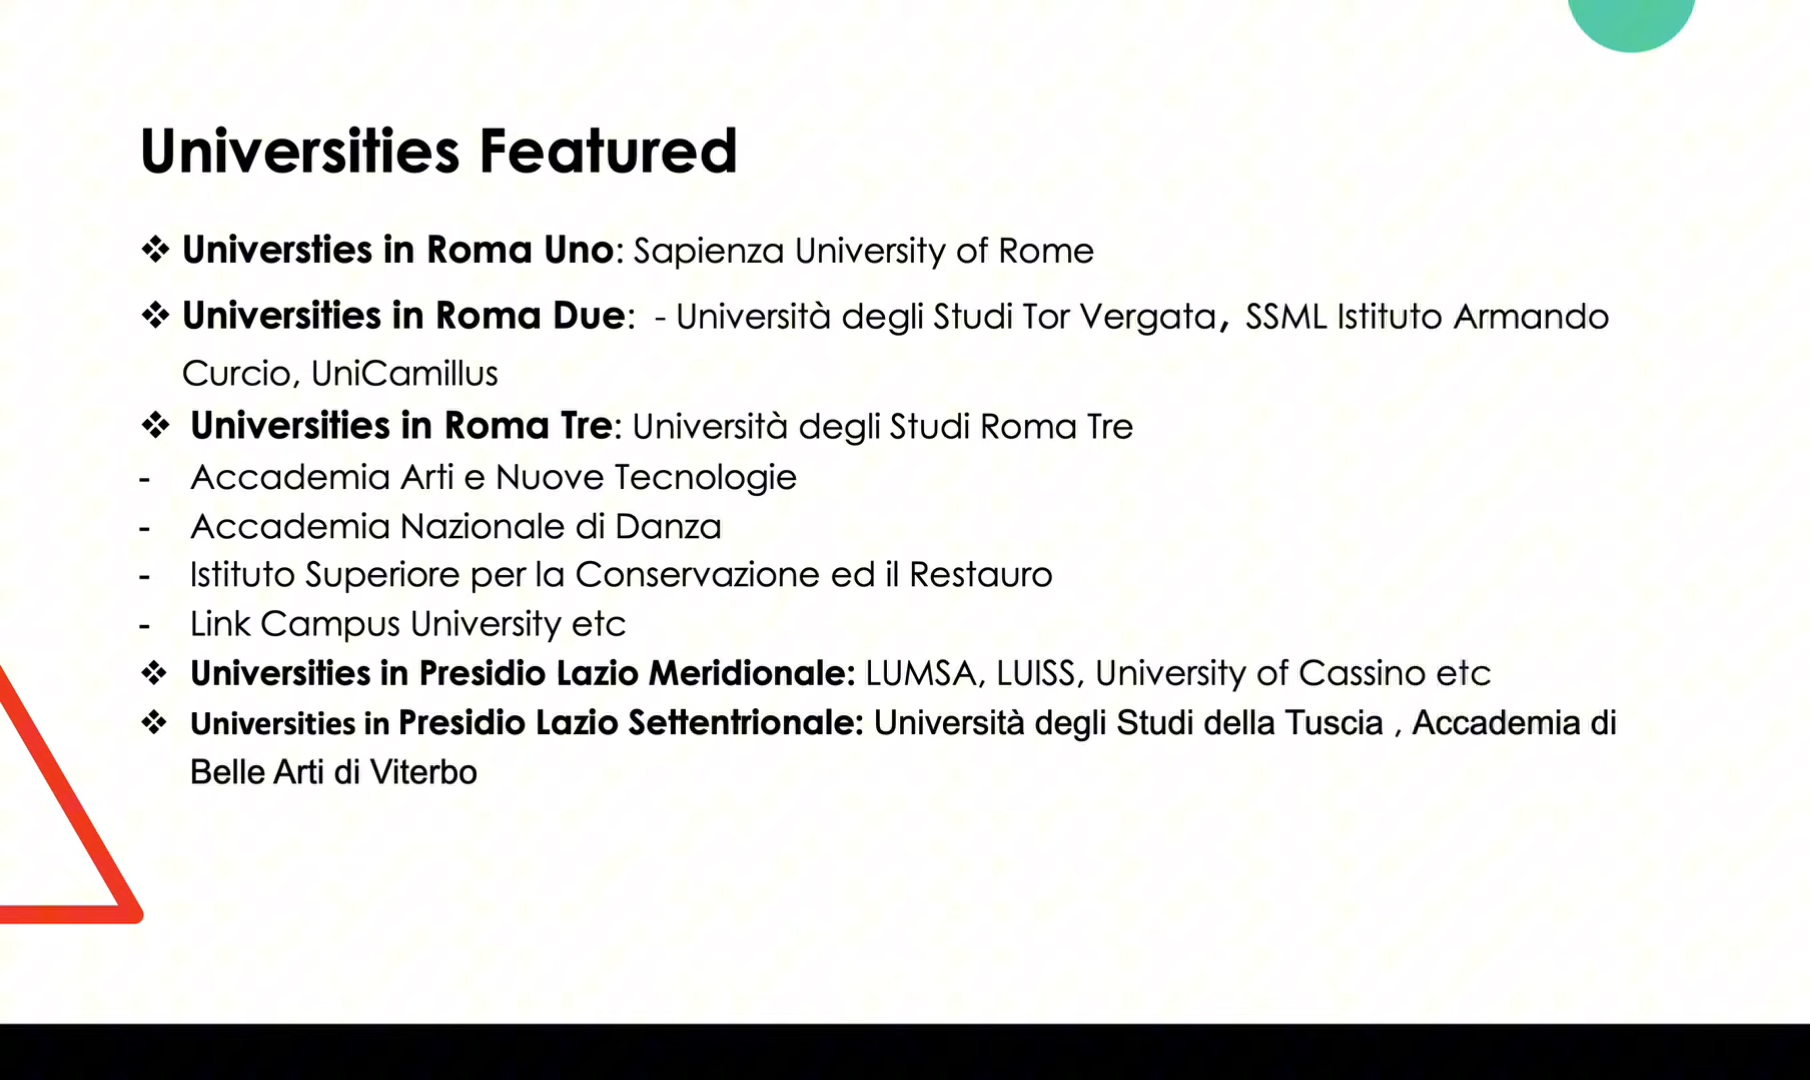 Universities Featured
❖ Universties in Roma Uno: Sapienza University of Rome
❖ Universities in Roma Due:  - Università degli Studi Tor Vergata, SSML Istituto Armando
Curcio, UniCamillus
❖ Universities in Roma Tre: Università degli Studi Roma Tre
- Accademia Arti e Nuove Tecnologie
- Accademia Nazionale di Danza
- Istituto Superiore per la Conservazione ed il Restauro
- Link Campus University etc
❖ Universities in Presidio Lazio Meridionale: LUMSA, LUISS, University of Cassino etc
❖ Universities in Presidio Lazio Settentrionale: Università degli Studi della Tuscia , Accademia di
Belle Arti di Viterbo